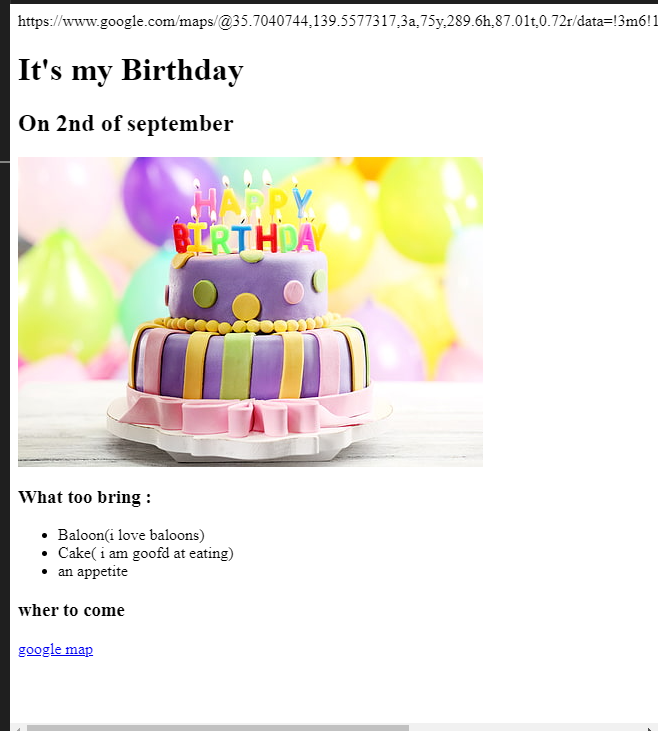 https://www.google.com/maps/@35.7040744,139.5577317,3a,75y,289.6h,87.01t,0.72r/data=!3m6!1
It's my Birthday
On 2nd of september
HAPPY
BIRTHDAY
What too bring :
Baloon(i love baloons)
Cake( i am goofd at eating)
an appetite
wher to come
google map